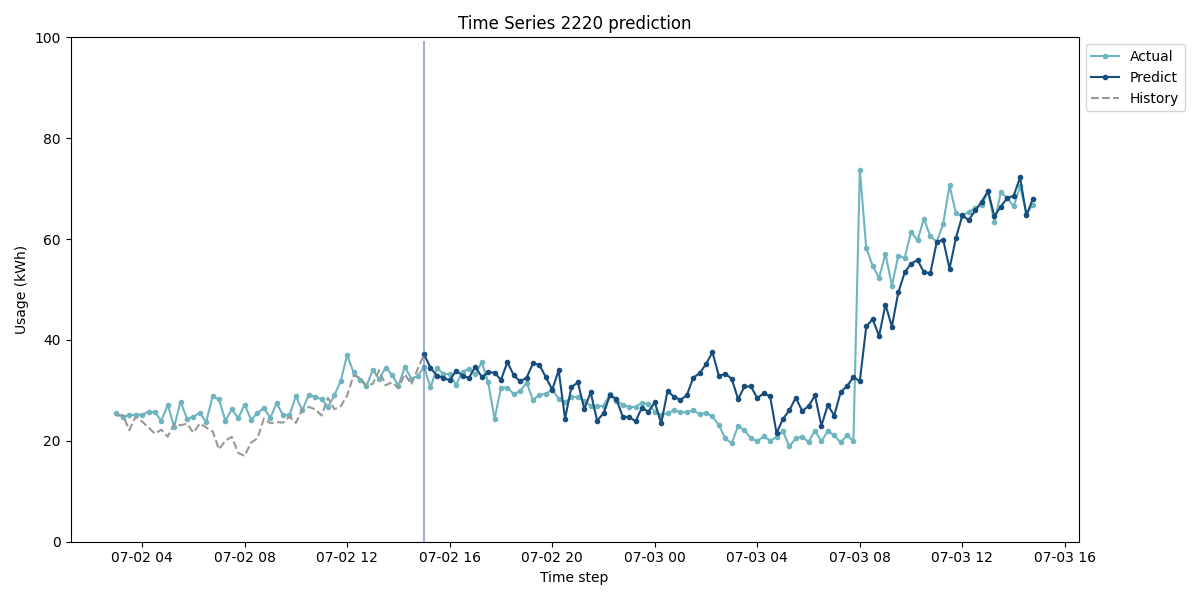 Time Series 2220 prediction
100
80
60
40
20
0
Usage (kWh)
07-02 04 07-02 08 07-02 12 07-02 16 07-02 20 07-03 00 07-03 04 07-03 08 07-03 12 07-03 16
Time step
Actual
Predict
History